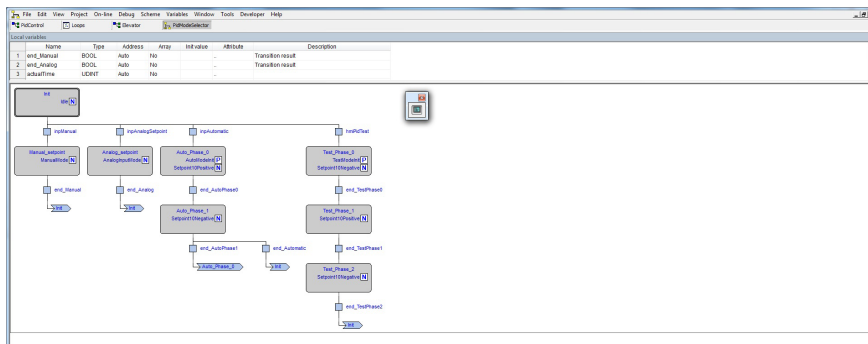 File Edit View Project On-line Debug Scheme Variables Window Tools Developer Help
PidControl Loops Elevator PidModeSelector
Local variables
Name Type Address Array Init value Attribute Description
1 end_Manual BOOL Auto No .. Transition result
2 end_Analog BOOL Auto No .. Transition result
3 actualTime UDINT Auto No ..
Init
Idle N
inpManual inpAnalogSetpoint inpAutomatic hmiPidTest
Manual_setpoint Analog_setpoint Auto_Phase_0 Test_Phase_0
ManualMode N AnalogInputMode N AutoModeInit P TestModeInit P
Setpoint10Positive N Setpoint10Negative N
end_Manual end_Analog end_AutoPhase0 end_TestPhase0
Init Init Auto_Phase_1 Test_Phase_1
Setpoint10Negative N Setpoint10Positive N
end_AutoPhase1 end_Automatic end_TestPhase1
Auto_Phase_0 Init Test_Phase_2
Setpoint10Negative N
end_TestPhase2
Init